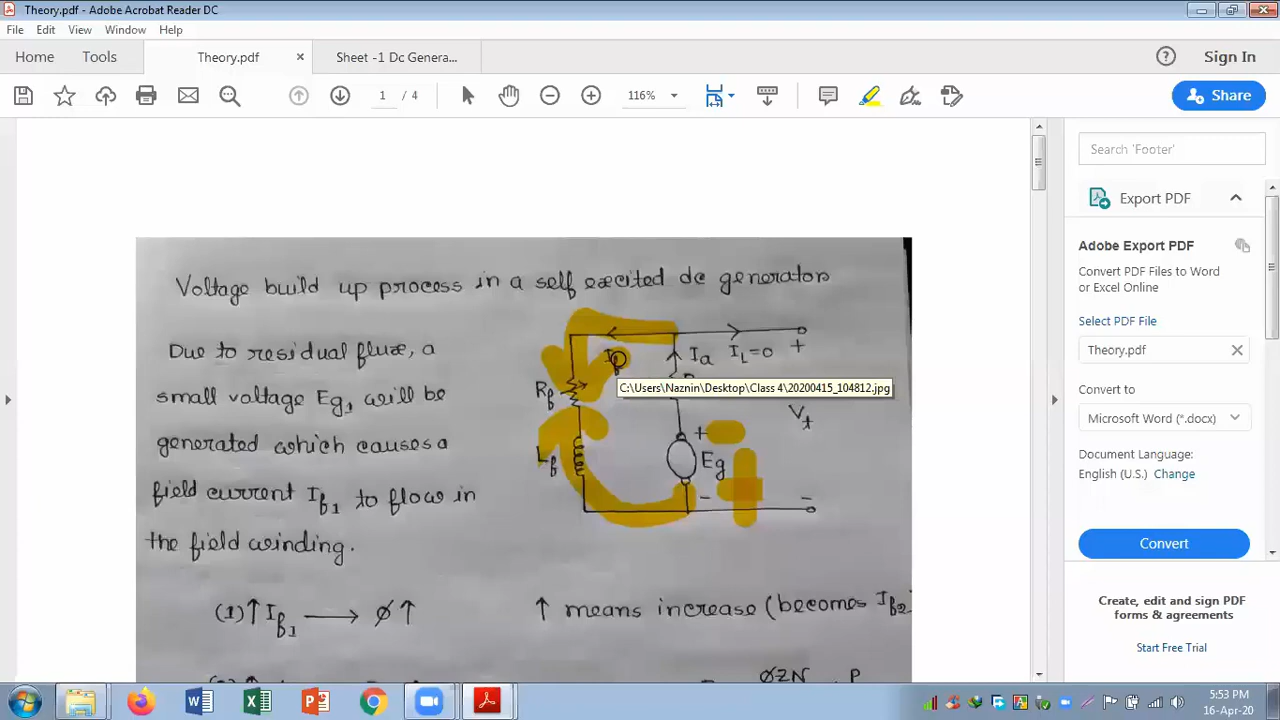 Theory.pdf - Adobe Acrobat Reader DC
File Edit View Window Help
Home Tools Theory.pdf × Sheet -1 Dc Genera... Sign In
1 / 4 116% Share
Search 'Footer'
Export PDF
Adobe Export PDF
Convert PDF Files to Word
or Excel Online
Select PDF File
Theory.pdf
Convert to
Microsoft Word (*.docx)
Document Language:
English (U.S.) Change
Convert
Create, edit and sign PDF
forms & agreements
Start Free Trial
Voltage build up process in a self excited dc generator
Due to residual flux, a
small voltage Eg₁ will be
generated which causes a
field current If₁ to flow in
the field winding.
If Ia IL=0 +
C:\Users\Naznin\Desktop\Class 4\20200415_104812.jpg
Rf Vt
+
Lf Eg
- -
(1) ↑ If₁ → ø ↑ ↑ means increase (becomes If₂
øZN P
5:53 PM
16-Apr-20